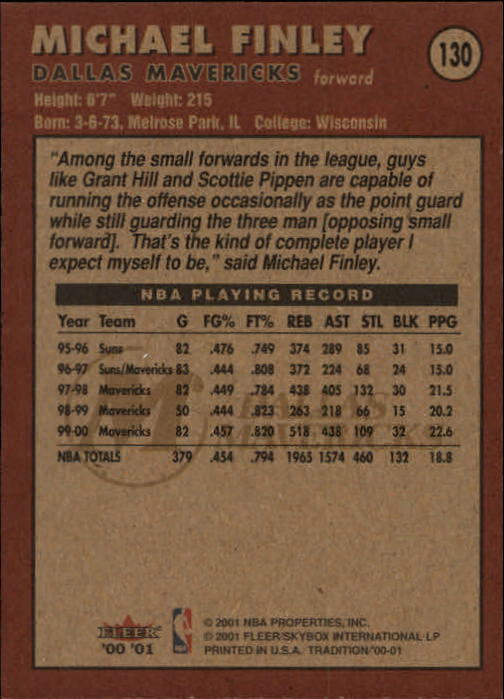 MICHAEL FINLEY
130
DALLAS MAVERICKS forward
Height: 6'7" Weight: 215
Born: 3-6-73, Melrose Park, IL College: Wisconsin
"Among the small forwards in the league, guys
like Grant Hill and Scottie Pippen are capable of
running the offense occasionally as the point guard
while still guarding the three man [opposing small
forward]. That's the kind of complete player I
expect myself to be," said Michael Finley.
NBA PLAYING RECORD
Year Team G FG% FT% REB AST STL BLK PPG
95-96 Suns 82 .476 .749 374 289 85 31 15.0
96-97 Suns/Mavericks 83 .444 .808 372 224 68 24 15.0
97-98 Mavericks 82 .449 .784 438 405 132 30 21.5
98-99 Mavericks 50 .444 .823 263 218 66 15 20.2
99-00 Mavericks 82 .457 .820 518 438 109 32 22.6
NBA TOTALS 379 .454 .794 1965 1574 460 132 18.8
FLEER
'00 '01
© 2001 NBA PROPERTIES, INC.
© 2001 FLEER/SKYBOX INTERNATIONAL LP
PRINTED IN U.S.A. TRADITION '00-01